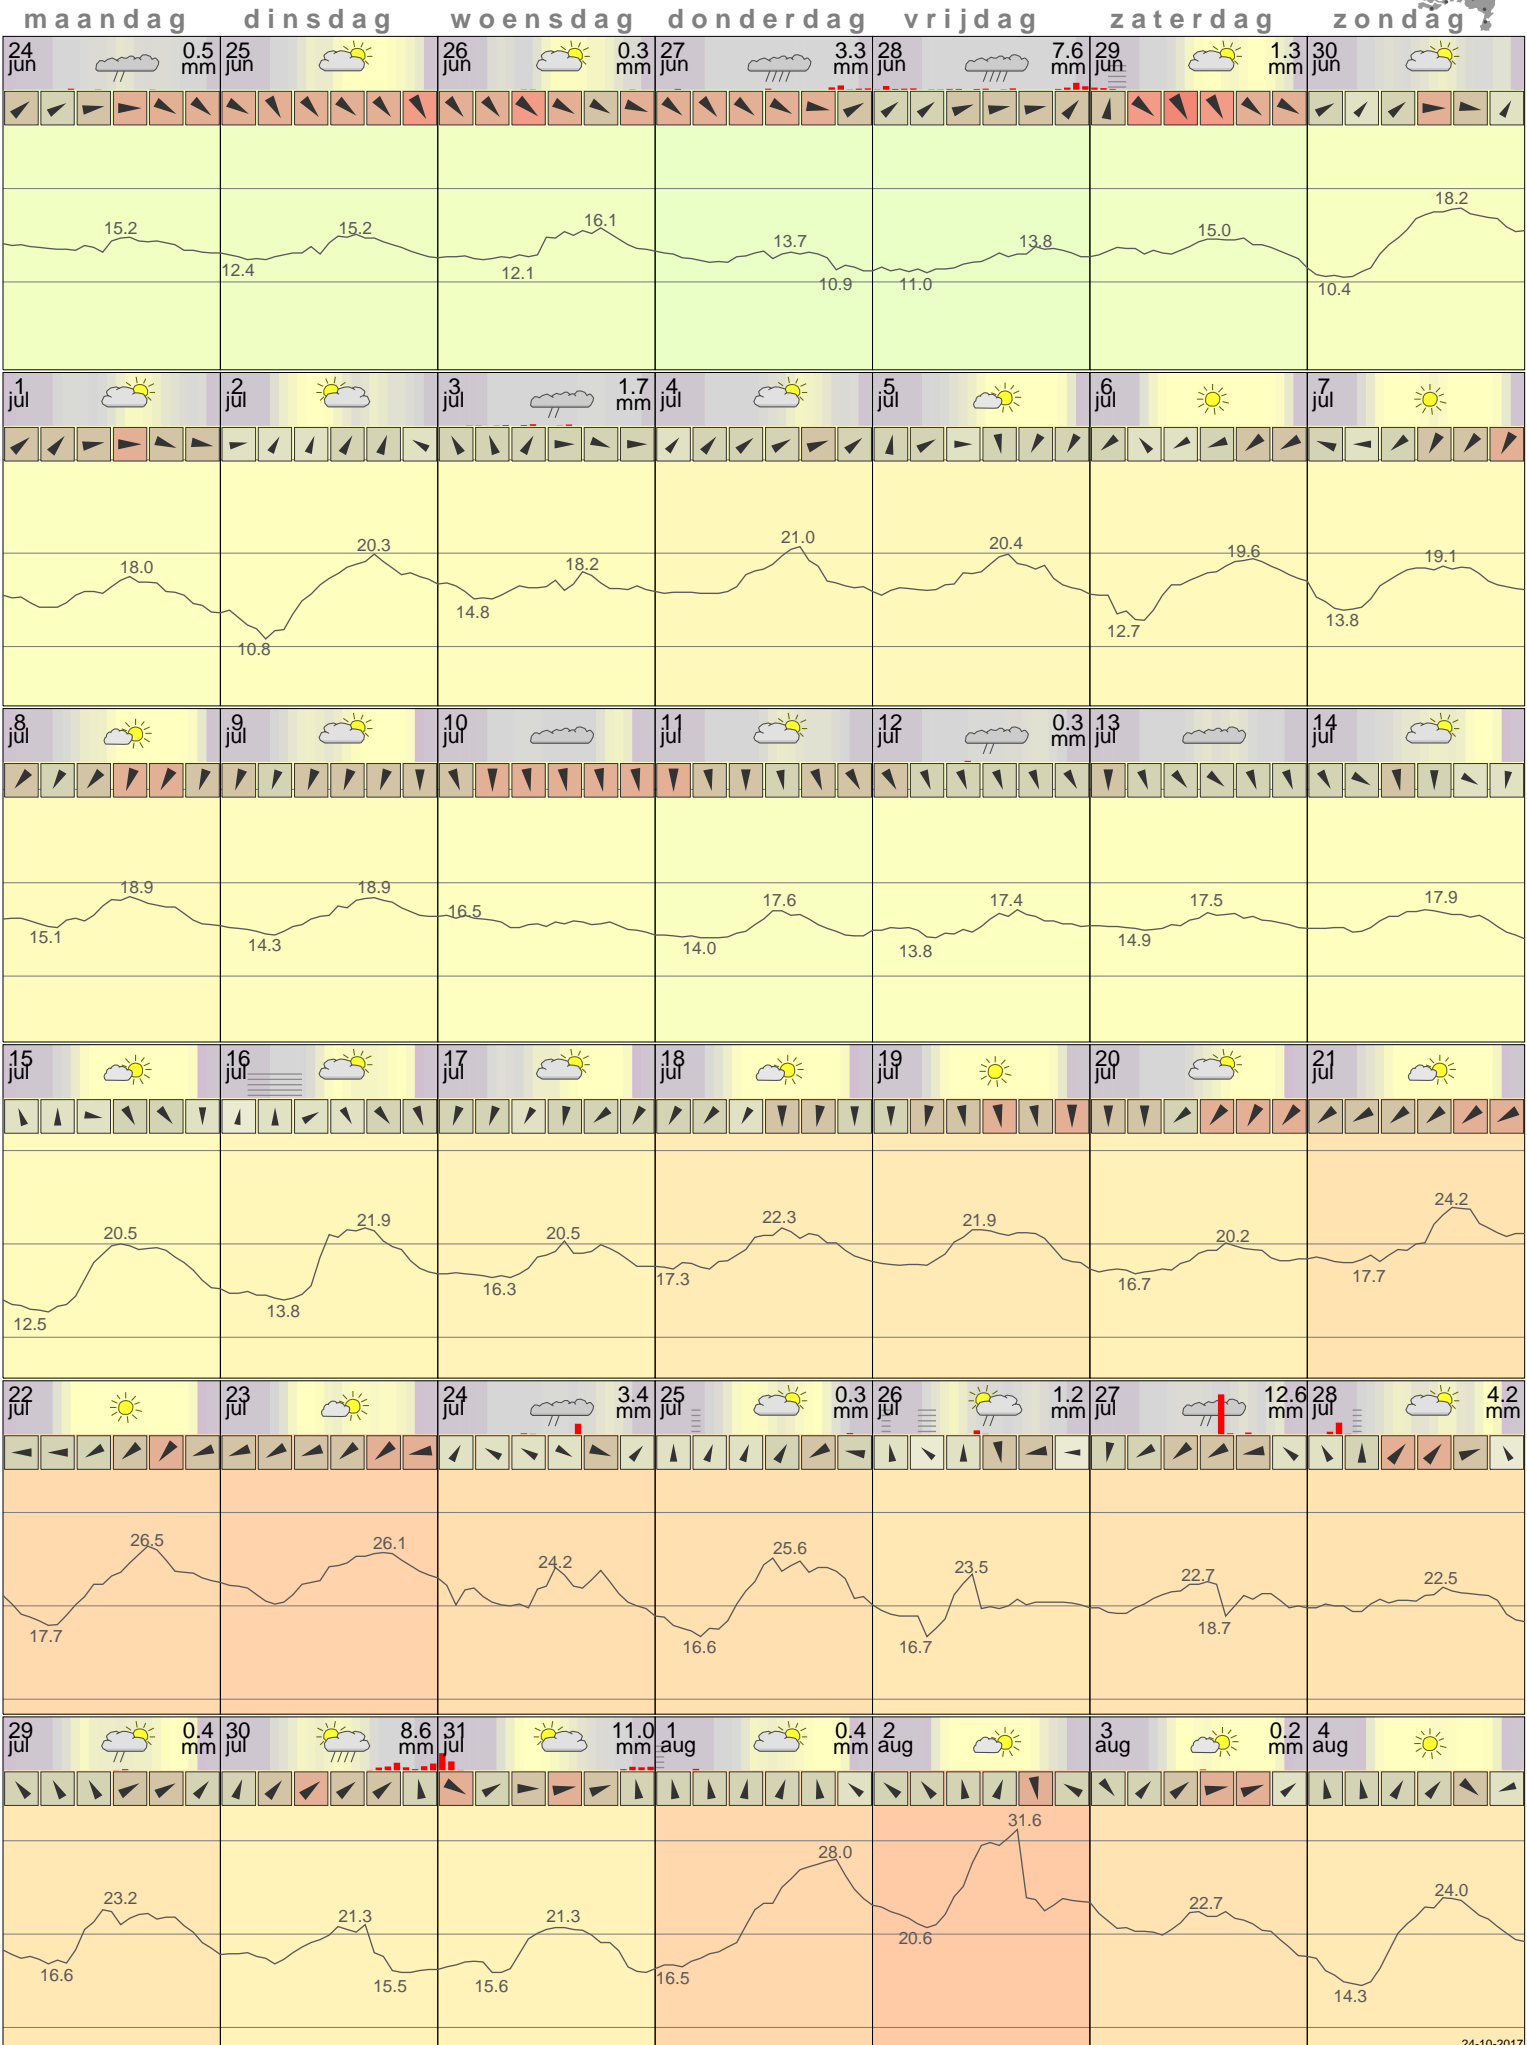 maandag dinsdag woensdag donderdag vrijdag zaterdag zondag
24 jun 0.5 mm 25 jun 26 jun 0.3 mm 27 jun 3.3 mm 28 jun 7.6 mm 29 jun 1.3 mm 30 jun
15.2 12.4 15.2 12.1 16.1 13.7 10.9 11.0 13.8 15.0 10.4 18.2
1 jul 2 jul 3 jul 1.7 mm 4 jul 5 jul 6 jul 7 jul
18.0 10.8 20.3 14.8 18.2 21.0 20.4 12.7 19.6 13.8 19.1
8 jul 9 jul 10 jul 11 jul 12 jul 0.3 mm 13 jul 14 jul
15.1 18.9 14.3 18.9 16.5 14.0 17.6 13.8 17.4 14.9 17.5 17.9
15 jul 16 jul 17 jul 18 jul 19 jul 20 jul 21 jul
12.5 20.5 13.8 21.9 16.3 20.5 17.3 22.3 21.9 16.7 20.2 17.7 24.2
22 jul 23 jul 24 jul 3.4 mm 25 jul 0.3 mm 26 jul 1.2 mm 27 jul 12.6 28 jul 4.2 mm
17.7 26.5 26.1 24.2 16.6 25.6 16.7 23.5 22.7 18.7 22.5
29 jul 0.4 mm 30 jul 8.6 mm 31 jul 11.0 mm 1 aug 0.4 mm 2 aug 3 aug 0.2 mm 4 aug
16.6 23.2 21.3 15.5 15.6 21.3 16.5 28.0 20.6 31.6 22.7 14.3 24.0
24-10-2017